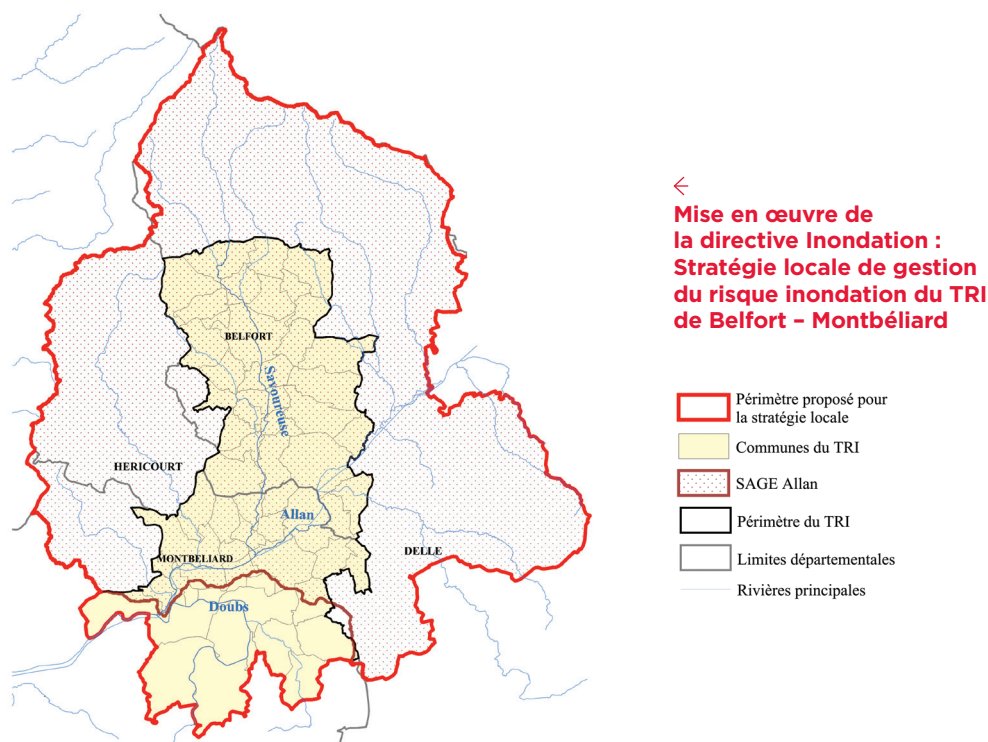 BELFORT
Savoureuse
HERICOURT
Allan
MONTBELIARD
DELLE
Doubs
←
Mise en œuvre de
la directive Inondation :
Stratégie locale de gestion
du risque inondation du TRI
de Belfort – Montbéliard
Périmètre proposé pour
la stratégie locale
Communes du TRI
SAGE Allan
Périmètre du TRI
Limites départementales
Rivières principales